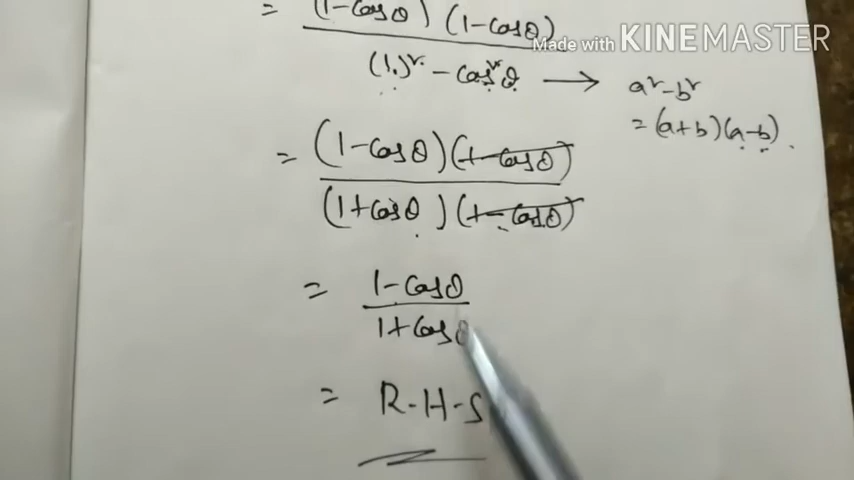 = (1-cosθ) (1-cosθ)
Made with KINEMASTER
(1)² - cos²θ → a²-b²
= (a+b)(a-b).
= (1-cosθ)(1-cosθ)
(1+cosθ)(1-cosθ)
= 1-cosθ
1+cosθ
= R-H-S